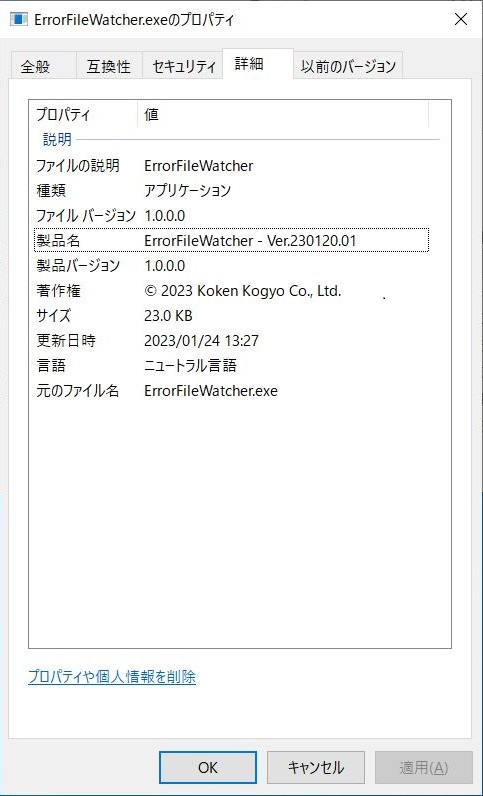 ErrorFileWatcher.exeのプロパティ
全般 互換性 セキュリティ 詳細 以前のバージョン
プロパティ 値
説明
ファイルの説明 ErrorFileWatcher
種類 アプリケーション
ファイル バージョン 1.0.0.0
製品名 ErrorFileWatcher - Ver.230120.01
製品バージョン 1.0.0.0
著作権 © 2023 Koken Kogyo Co., Ltd.
サイズ 23.0 KB
更新日時 2023/01/24 13:27
言語 ニュートラル言語
元のファイル名 ErrorFileWatcher.exe
プロパティや個人情報を削除
OK キャンセル 適用(A)